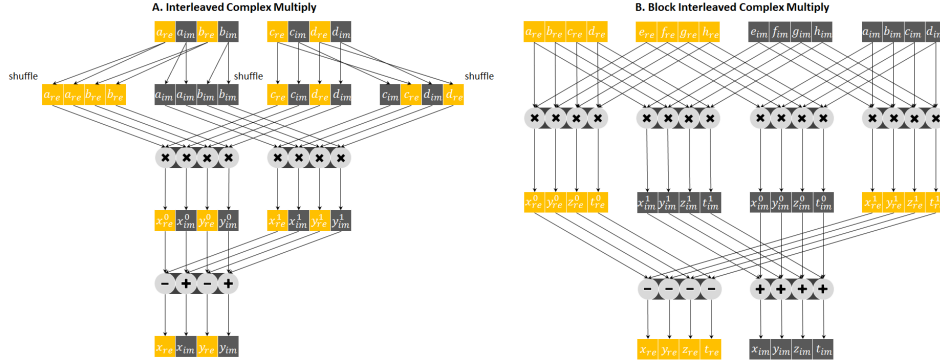 A. Interleaved Complex Multiply
a_re a_im b_re b_im c_re c_im d_re d_im
shuffle shuffle shuffle
a_re a_re b_re b_re a_im a_im b_im b_im c_re c_im d_re d_im c_im c_re d_im d_re
× × × × × × × ×
x^0_re x^0_im y^0_re y^0_im x^1_re x^1_im y^1_re y^1_im
− + − +
x_re x_im y_re y_im
B. Block Interleaved Complex Multiply
a_re b_re c_re d_re e_re f_re g_re h_re e_im f_im g_im h_im a_im b_im c_im d_im
× × × × × × × × × × × × × × × ×
x^0_re y^0_re z^0_re t^0_re x^1_im y^1_im z^1_im t^1_im x^0_im y^0_im z^0_im t^0_im x^1_re y^1_re z^1_re t^1_re
− − − − + + + +
x_re y_re z_re t_re x_im y_im z_im t_im